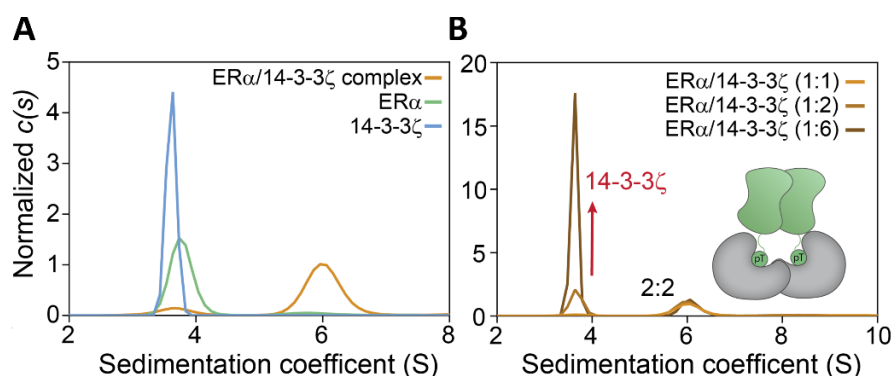 A
B
5
4
3
2
1
0
Normalized c(s)
ERα/14-3-3ζ complex
ERα
14-3-3ζ
2
4
6
8
Sedimentation coefficent (S)
20
15
10
5
0
ERα/14-3-3ζ (1:1)
ERα/14-3-3ζ (1:2)
ERα/14-3-3ζ (1:6)
14-3-3ζ
2:2
pT
pT
2
4
6
8
10
Sedimentation coefficent (S)